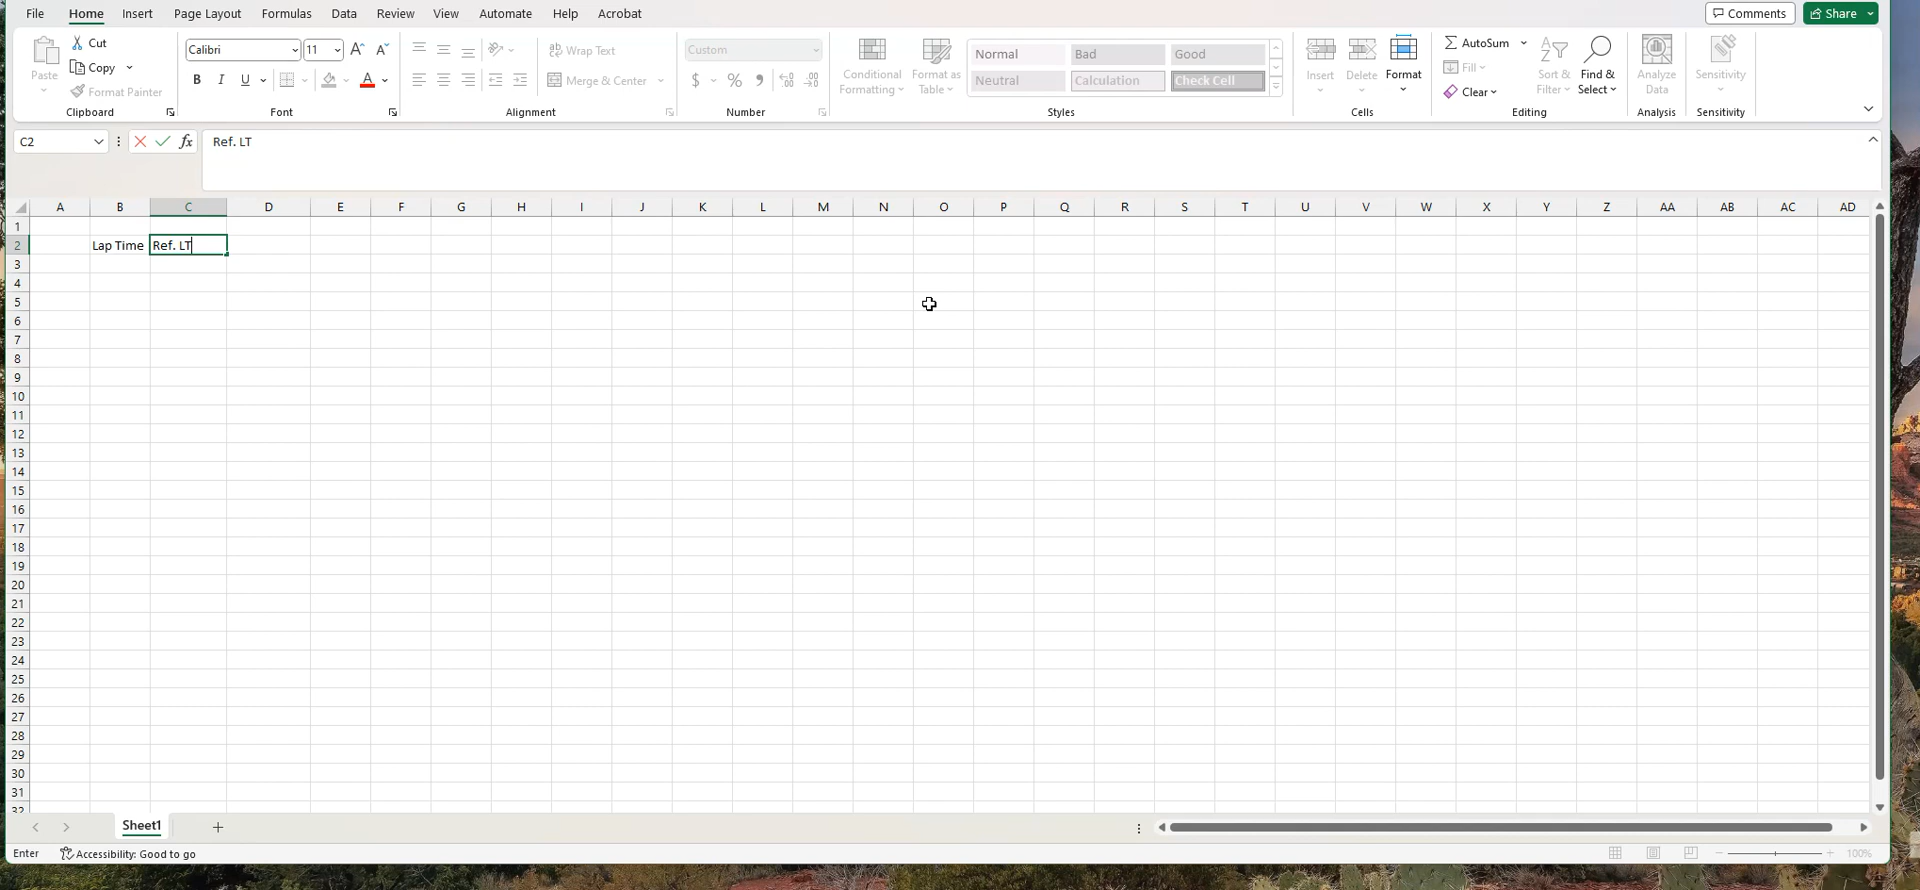 File Home Insert Page Layout Formulas Data Review View Automate Help Acrobat Comments Share
Paste Cut Copy Format Painter Clipboard
Calibri 11 B I U A Font
ab Wrap Text Merge & Center Alignment
Custom $ % Number
Conditional Formatting Format as Table
Normal Bad Good
Neutral Calculation Check Cell
Styles
Insert Delete Format Cells
AutoSum Fill Clear Sort & Filter Find & Select Editing
Analyze Data Analysis
Sensitivity Sensitivity
C2 fx Ref. LT
A B C D E F G H I J K L M N O P Q R S T U V W X Y Z AA AB AC AD
1
2 Lap Time Ref. LT
3
4
5
6
7
8
9
10
11
12
13
14
15
16
17
18
19
20
21
22
23
24
25
26
27
28
29
30
31
32
Sheet1
Enter Accessibility: Good to go 100%